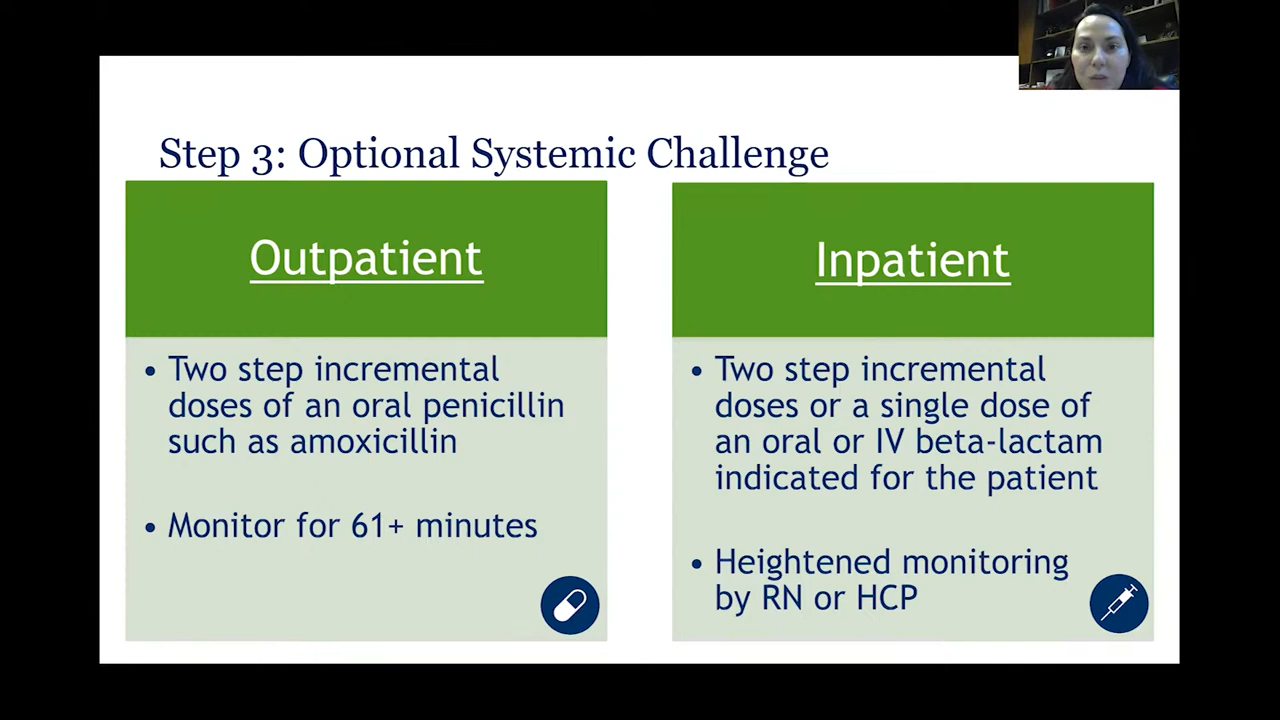 Step 3: Optional Systemic Challenge
Outpatient
• Two step incremental
doses of an oral penicillin
such as amoxicillin
• Monitor for 61+ minutes
Inpatient
• Two step incremental
doses or a single dose of
an oral or IV beta-lactam
indicated for the patient
• Heightened monitoring
by RN or HCP